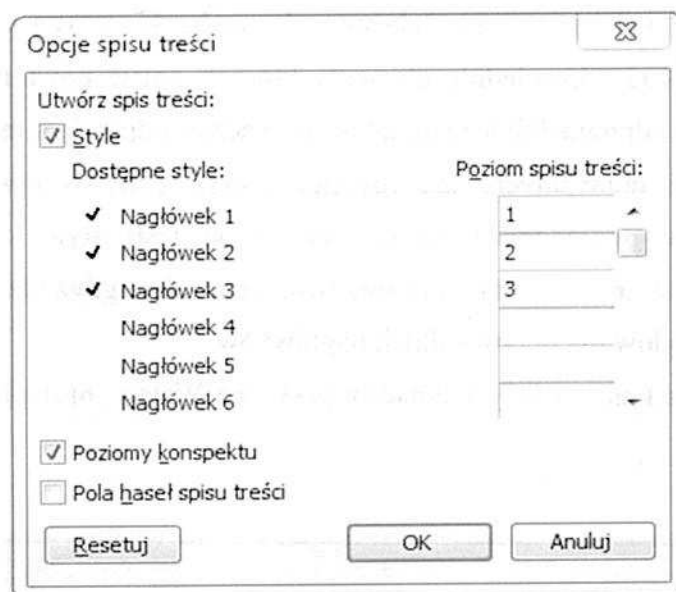 Opcje spisu treści
Utwórz spis treści:
Style
Dostępne style: Poziom spisu treści:
Nagłówek 1 1
Nagłówek 2 2
Nagłówek 3 3
Nagłówek 4
Nagłówek 5
Nagłówek 6
Poziomy konspektu
Pola haseł spisu treści
Resetuj OK Anuluj